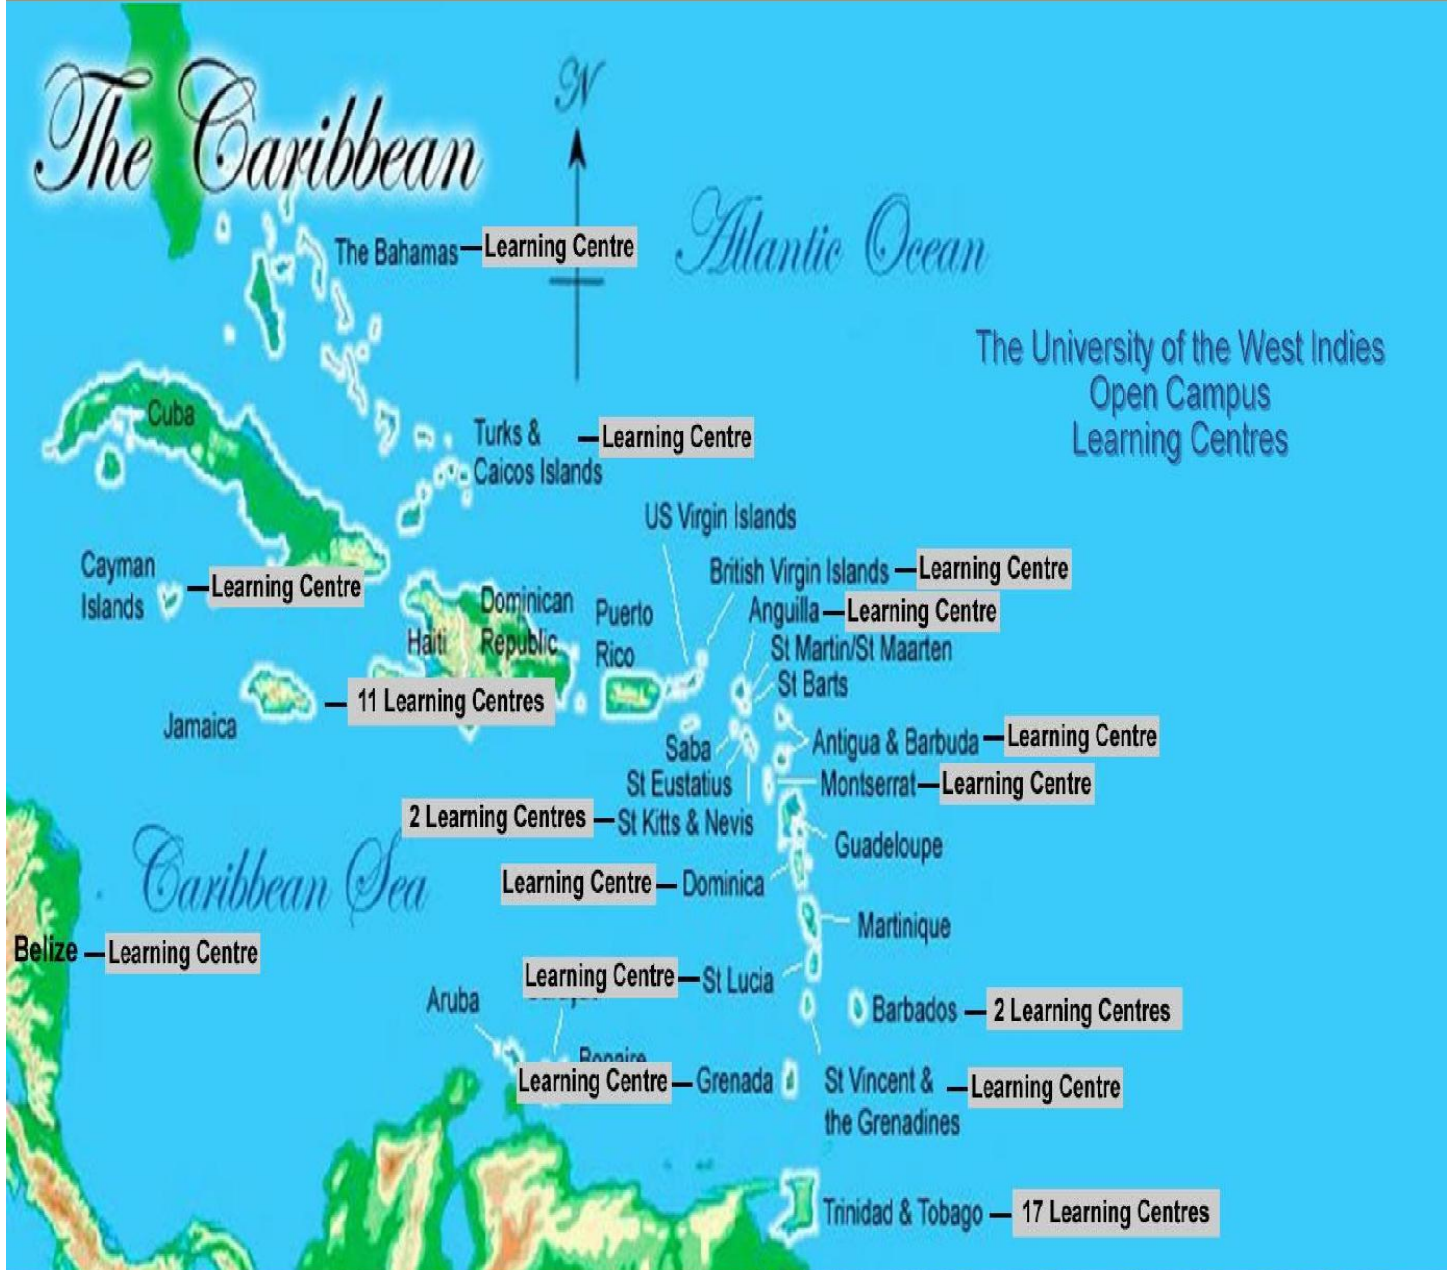 The Caribbean
N
Atlantic Ocean
The Bahamas
Learning Centre
The University of the West Indies
Open Campus
Learning Centres
Cuba
Turks &
Caicos Islands
Learning Centre
US Virgin Islands
British Virgin Islands
Learning Centre
Cayman
Islands
Learning Centre
Anguilla
Learning Centre
Dominican
Republic
Haiti
Puerto
Rico
St Martin/St Maarten
St Barts
Jamaica
11 Learning Centres
Saba
Antigua & Barbuda
Learning Centre
St Eustatius
Montserrat
Learning Centre
2 Learning Centres
St Kitts & Nevis
Guadeloupe
Caribbean Sea
Learning Centre
Dominica
Martinique
Belize
Learning Centre
Learning Centre
St Lucia
Aruba
Barbados
2 Learning Centres
Bonaire
Learning Centre
Grenada
St Vincent &
the Grenadines
Learning Centre
Trinidad & Tobago
17 Learning Centres